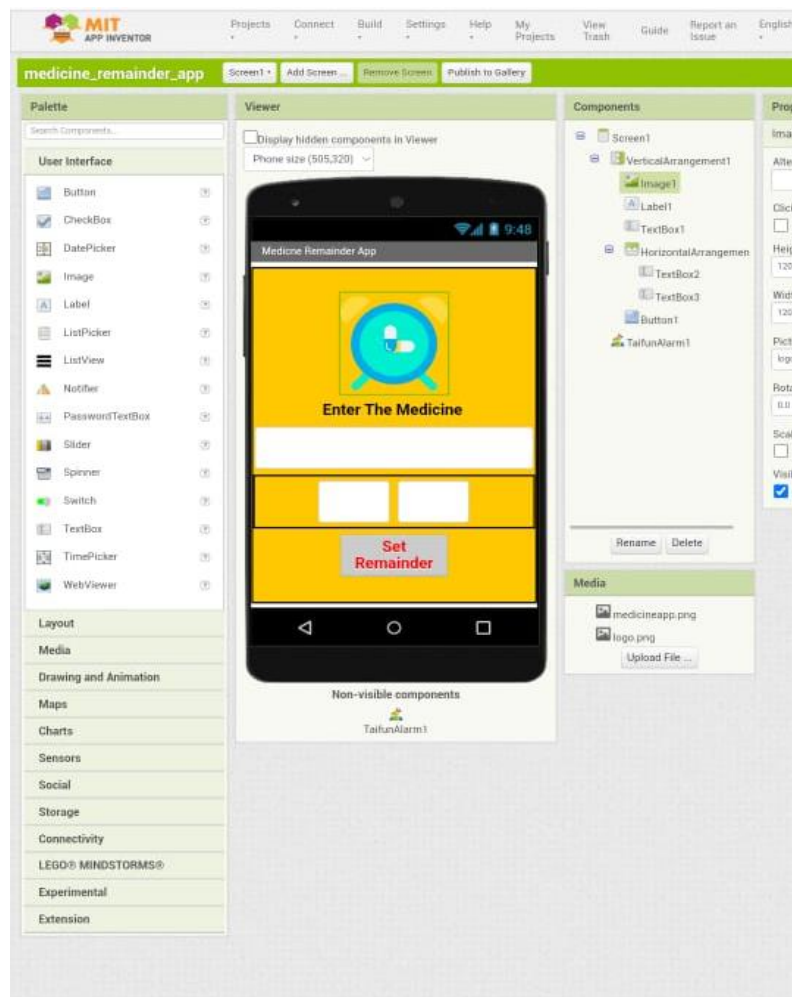 MIT
APP INVENTOR
Projects
Connect
Build
Settings
Help
My Projects
View Trash
Guide
Report an Issue
English
medicine_remainder_app
Screen1
Add Screen ...
Remove Screen
Publish to Gallery
Palette
Search Components...
User Interface
Button
CheckBox
DatePicker
Image
Label
ListPicker
ListView
Notifier
PasswordTextBox
Slider
Spinner
Switch
TextBox
TimePicker
WebViewer
Layout
Media
Drawing and Animation
Maps
Charts
Sensors
Social
Storage
Connectivity
LEGO® MINDSTORMS®
Experimental
Extension
Viewer
Display hidden components in Viewer
Phone size (505,320)
9:48
Medicne Remainder App
Enter The Medicine
Set
Remainder
Non-visible components
TaifunAlarm1
Components
Screen1
VerticalArrangement1
Image1
Label1
TextBox1
HorizontalArrangemen
TextBox2
TextBox3
Button1
TaifunAlarm1
Rename
Delete
Media
medicineapp.png
logo.png
Upload File ...
Prop
Ima
Alte
Click
Heig
120
Widt
120
Pict
logo
Rota
0.0
Scal
Visil